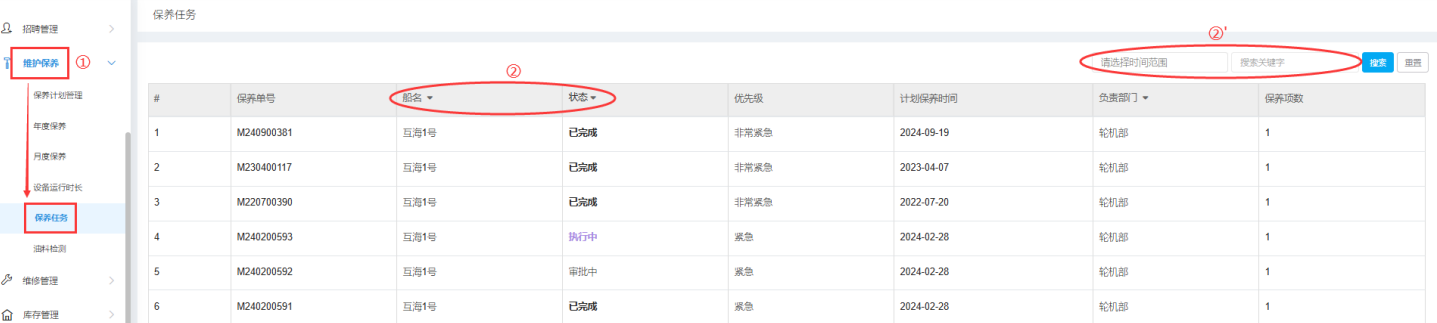 保养任务
招聘管理
维护保养 ①
保养计划管理
年度保养
月度保养
设备运行时长
保养任务
油料检测
维修管理
库存管理
②'
请选择时间范围 搜索关键字 搜索 重置
②
# 保养单号 船名 状态 优先级 计划保养时间 负责部门 保养项数
1 M240900381 互海1号 已完成 非常紧急 2024-09-19 轮机部 1
2 M230400117 互海1号 已完成 非常紧急 2023-04-07 轮机部 1
3 M220700390 互海1号 已完成 非常紧急 2022-07-20 轮机部 1
4 M240200593 互海1号 执行中 紧急 2024-02-28 轮机部 1
5 M240200592 互海1号 审批中 紧急 2024-02-28 轮机部 1
6 M240200591 互海1号 已完成 紧急 2024-02-28 轮机部 1